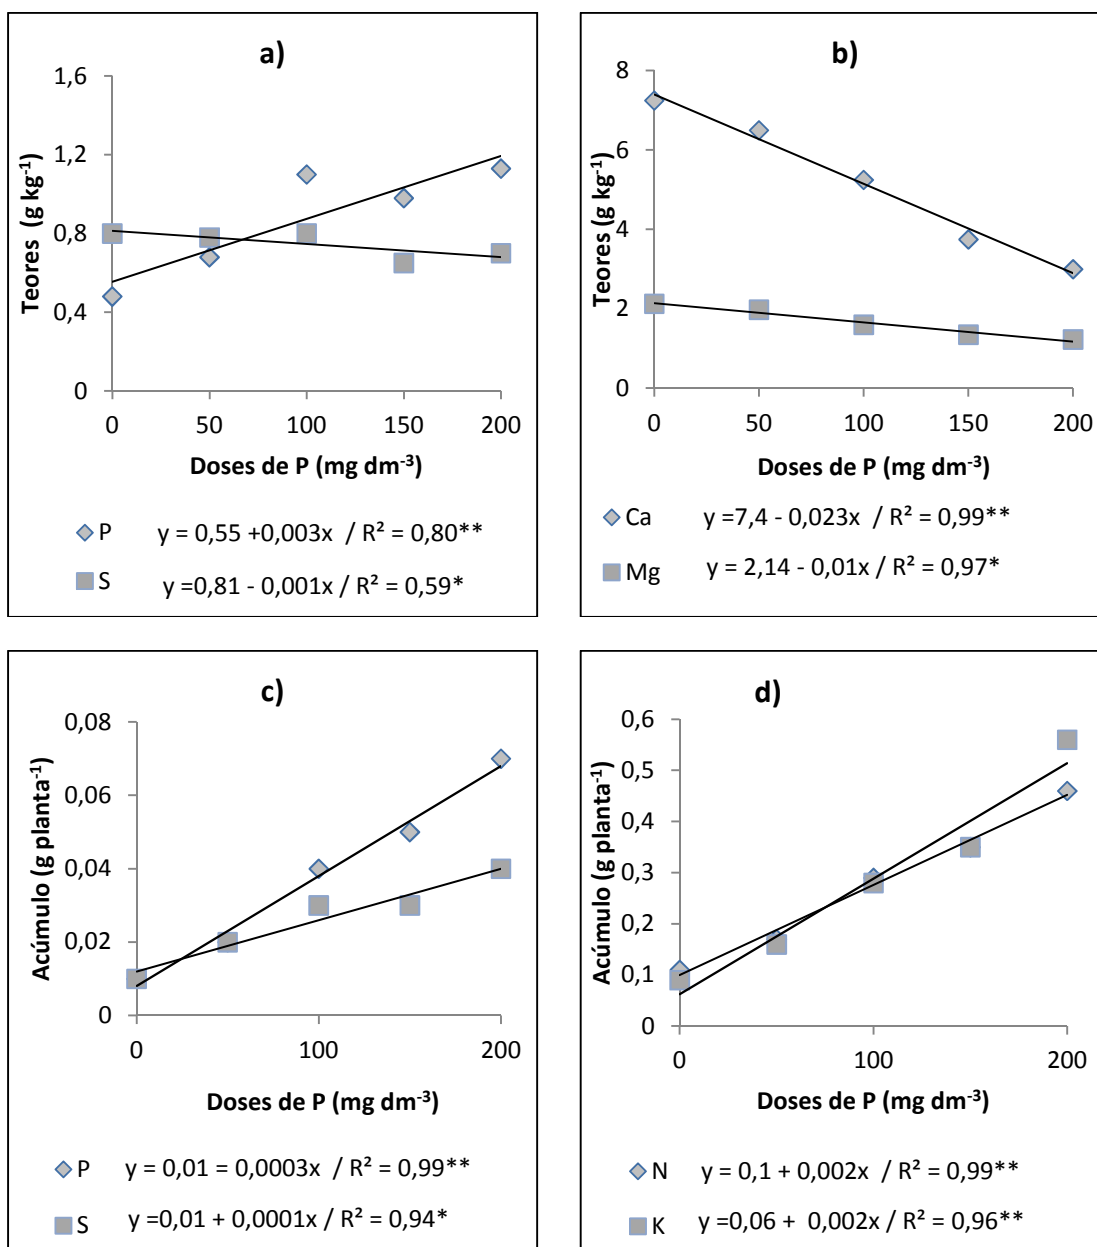 a)
1,6
1,2
0,8
0,4
0
Teores (g kg-1)
0 50 100 150 200
Doses de P (mg dm-3)
P y = 0,55 +0,003x / R² = 0,80**
S y =0,81 - 0,001x / R² = 0,59*
b)
8
6
4
2
0
Teores (g kg-1)
0 50 100 150 200
Doses de P (mg dm-3)
Ca y =7,4 - 0,023x / R² = 0,99**
Mg y = 2,14 - 0,01x / R² = 0,97*
c)
0,08
0,06
0,04
0,02
0
Acúmulo (g planta-1)
0 100 200
Doses de P (mg dm-3)
P y = 0,01 = 0,0003x / R² = 0,99**
S y =0,01 + 0,0001x / R² = 0,94*
d)
0,6
0,5
0,4
0,3
0,2
0,1
0
Acúmulo (g planta-1)
0 100 200
Doses de P (mg dm-3)
N y = 0,1 + 0,002x / R² = 0,99**
K y =0,06 + 0,002x / R² = 0,96**